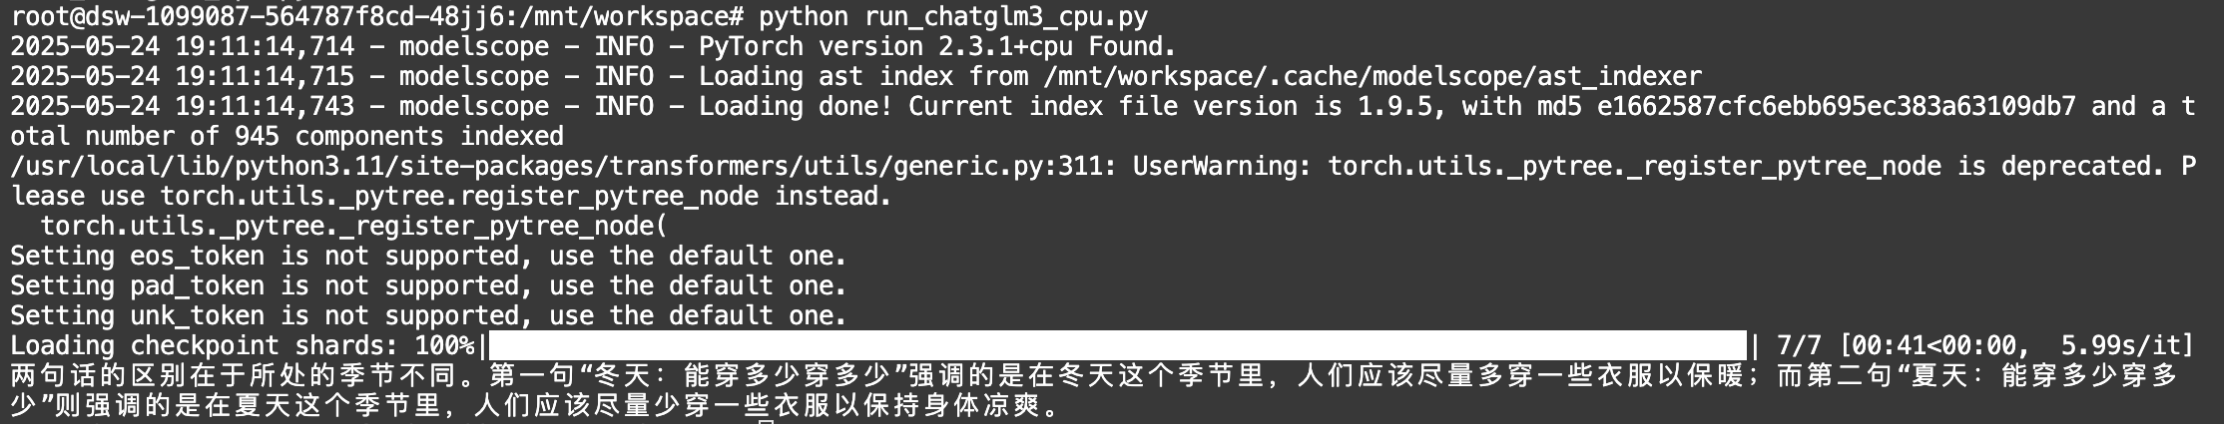 root@dsw-1099087-564787f8cd-48jj6:/mnt/workspace# python run_chatglm3_cpu.py
2025-05-24 19:11:14,714 - modelscope - INFO - PyTorch version 2.3.1+cpu Found.
2025-05-24 19:11:14,715 - modelscope - INFO - Loading ast index from /mnt/workspace/.cache/modelscope/ast_indexer
2025-05-24 19:11:14,743 - modelscope - INFO - Loading done! Current index file version is 1.9.5, with md5 e1662587cfc6ebb695ec383a63109db7 and a t
otal number of 945 components indexed
/usr/local/lib/python3.11/site-packages/transformers/utils/generic.py:311: UserWarning: torch.utils._pytree._register_pytree_node is deprecated. P
lease use torch.utils._pytree.register_pytree_node instead.
  torch.utils._pytree._register_pytree_node(
Setting eos_token is not supported, use the default one.
Setting pad_token is not supported, use the default one.
Setting unk_token is not supported, use the default one.
Loading checkpoint shards: 100%|██████████| 7/7 [00:41<00:00,  5.99s/it]
两句话的区别在于所处的季节不同。第一句“冬天：能穿多少穿多少”强调的是在冬天这个季节里，人们应该尽量多穿一些衣服以保暖；而第二句“夏天：能穿多少穿多
少”则强调的是在夏天这个季节里，人们应该尽量少穿一些衣服以保持身体凉爽。